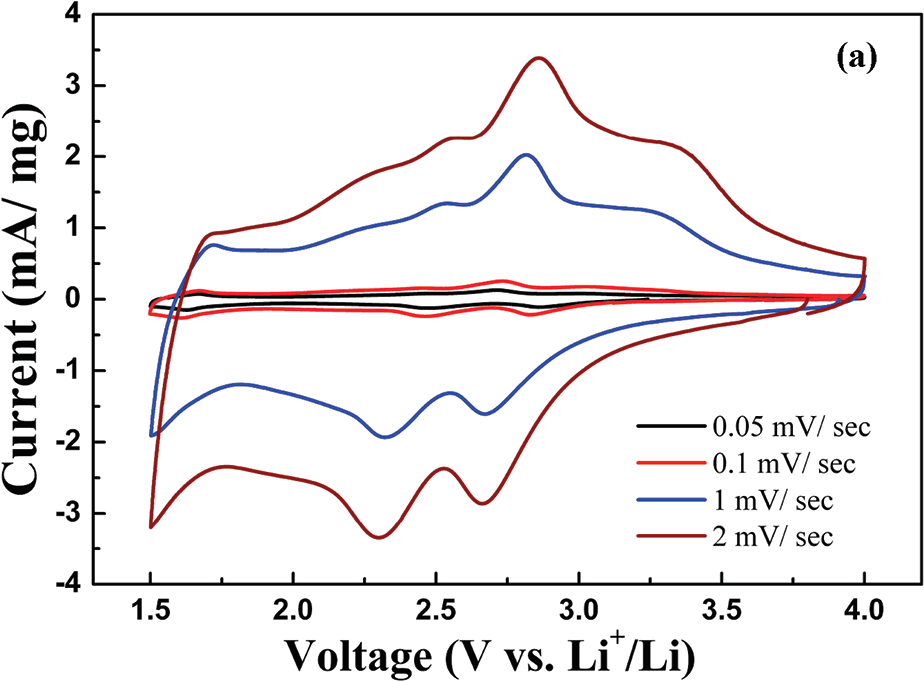 (a)
4
3
2
1
0
-1
-2
-3
-4
Current (mA/ mg)
0.05 mV/ sec
0.1 mV/ sec
1 mV/ sec
2 mV/ sec
1.5 2.0 2.5 3.0 3.5 4.0
Voltage (V vs. Li⁺/Li)